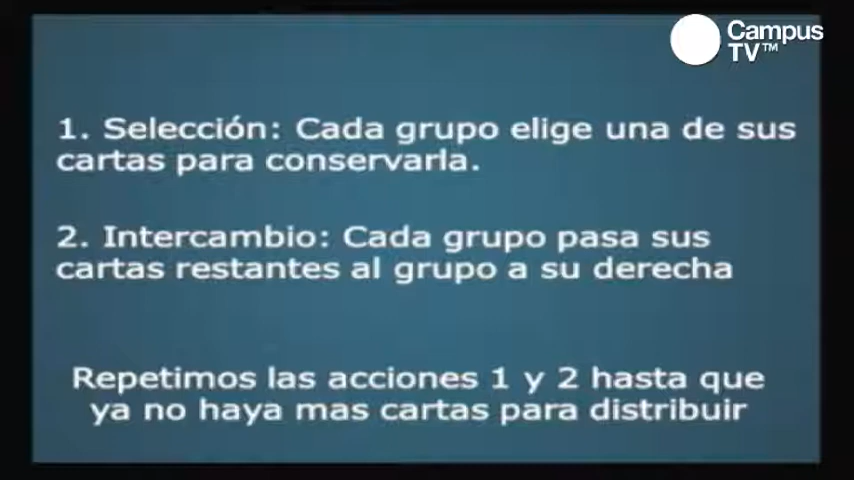 Campus
TV™
1. Selección: Cada grupo elige una de sus
cartas para conservarla.
2. Intercambio: Cada grupo pasa sus
cartas restantes al grupo a su derecha
Repetimos las acciones 1 y 2 hasta que
ya no haya mas cartas para distribuir